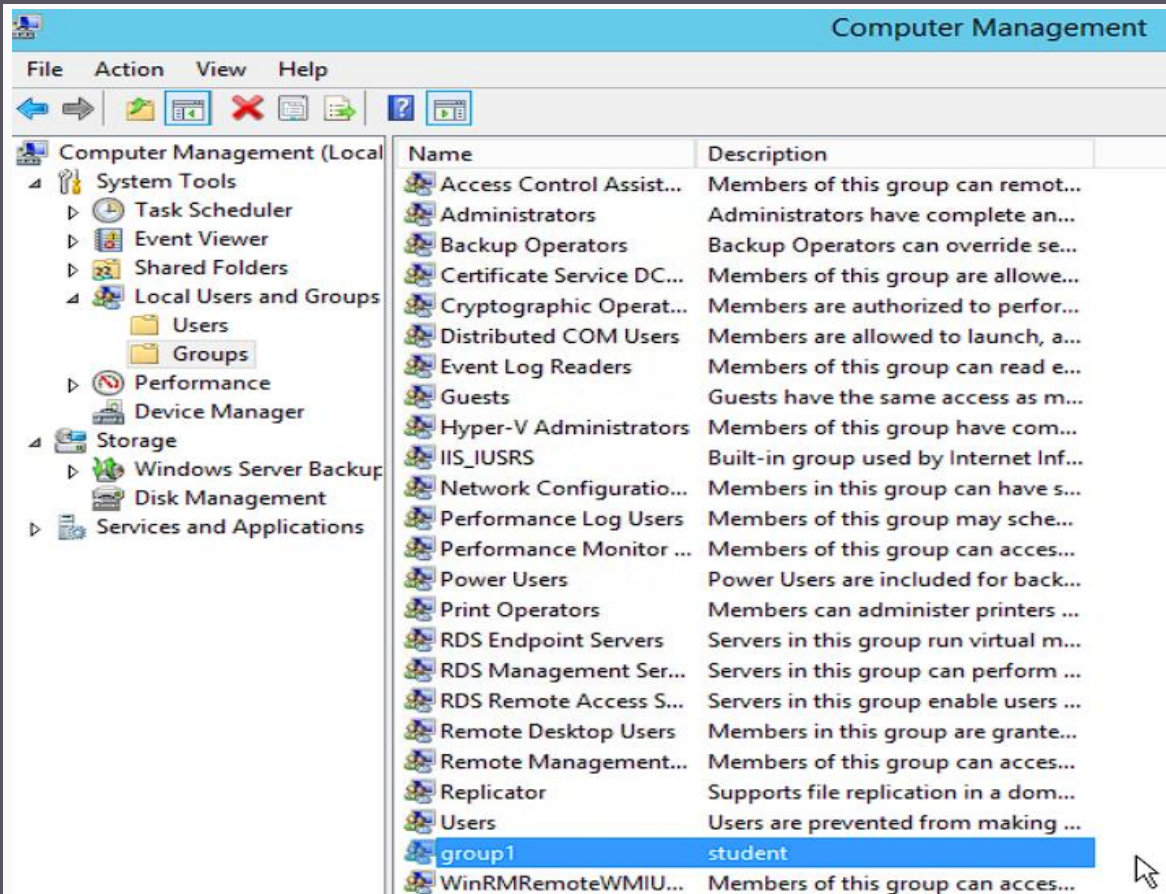 Computer Management
File Action View Help
Computer Management (Local
System Tools
Task Scheduler
Event Viewer
Shared Folders
Local Users and Groups
Users
Groups
Performance
Device Manager
Storage
Windows Server Backup
Disk Management
Services and Applications
Name Description
Access Control Assist... Members of this group can remot...
Administrators Administrators have complete an...
Backup Operators Backup Operators can override se...
Certificate Service DC... Members of this group are allowe...
Cryptographic Operat... Members are authorized to perfor...
Distributed COM Users Members are allowed to launch, a...
Event Log Readers Members of this group can read e...
Guests Guests have the same access as m...
Hyper-V Administrators Members of this group have com...
IIS_IUSRS Built-in group used by Internet Inf...
Network Configuratio... Members in this group can have s...
Performance Log Users Members of this group may sche...
Performance Monitor ... Members of this group can acces...
Power Users Power Users are included for back...
Print Operators Members can administer printers ...
RDS Endpoint Servers Servers in this group run virtual m...
RDS Management Ser... Servers in this group can perform ...
RDS Remote Access S... Servers in this group enable users ...
Remote Desktop Users Members in this group are grante...
Remote Management... Members of this group can acces...
Replicator Supports file replication in a dom...
Users Users are prevented from making ...
group1 student
WinRMRemoteWMIU... Members of this group can acces...